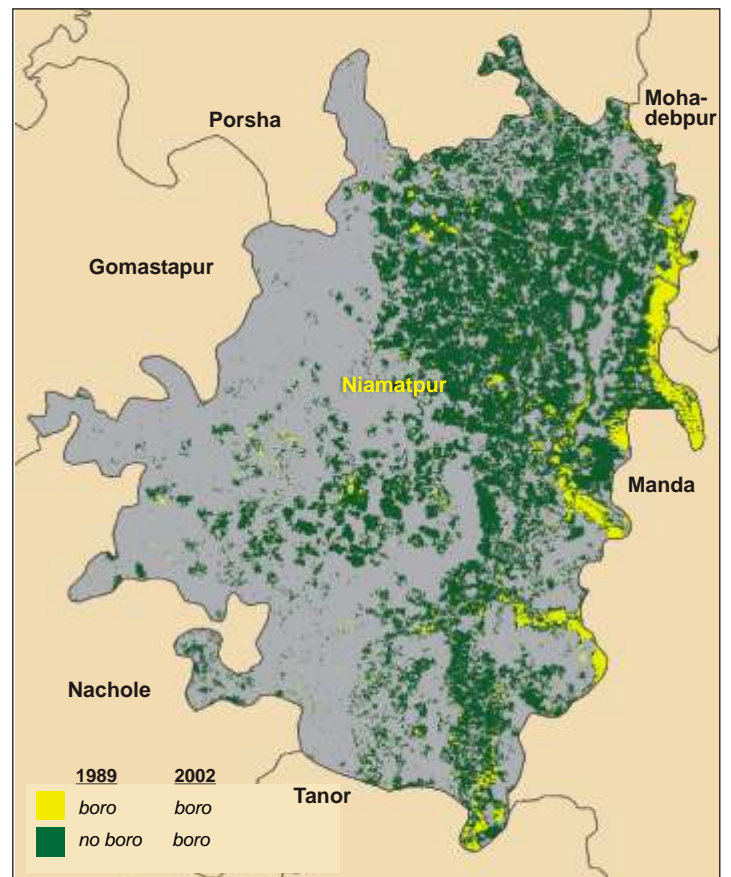 Porsha
Moha-
debpur
Gomastapur
Niamatpur
Manda
Nachole
Tanor
1989 2002
boro boro
no boro boro